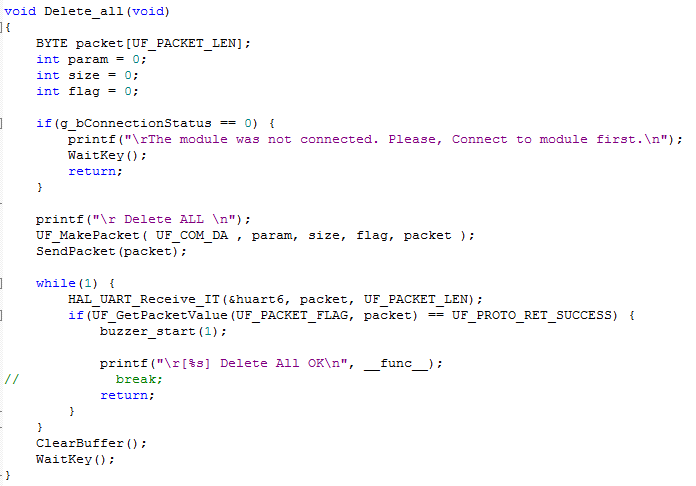 void Delete_all(void)
{
    BYTE packet[UF_PACKET_LEN];
    int param = 0;
    int size = 0;
    int flag = 0;

    if(g_bConnectionStatus == 0) {
        printf("\rThe module was not connected. Please, Connect to module first.\n");
        WaitKey();
        return;
    }

    printf("\r Delete ALL \n");
    UF_MakePacket( UF_COM_DA , param, size, flag, packet );
    SendPacket(packet);

    while(1) {
        HAL_UART_Receive_IT(&huart6, packet, UF_PACKET_LEN);
        if(UF_GetPacketValue(UF_PACKET_FLAG, packet) == UF_PROTO_RET_SUCCESS) {
            buzzer_start(1);

            printf("\r[%s] Delete All OK\n", __func__);
//            break;
            return;
        }
    }
    ClearBuffer();
    WaitKey();
}